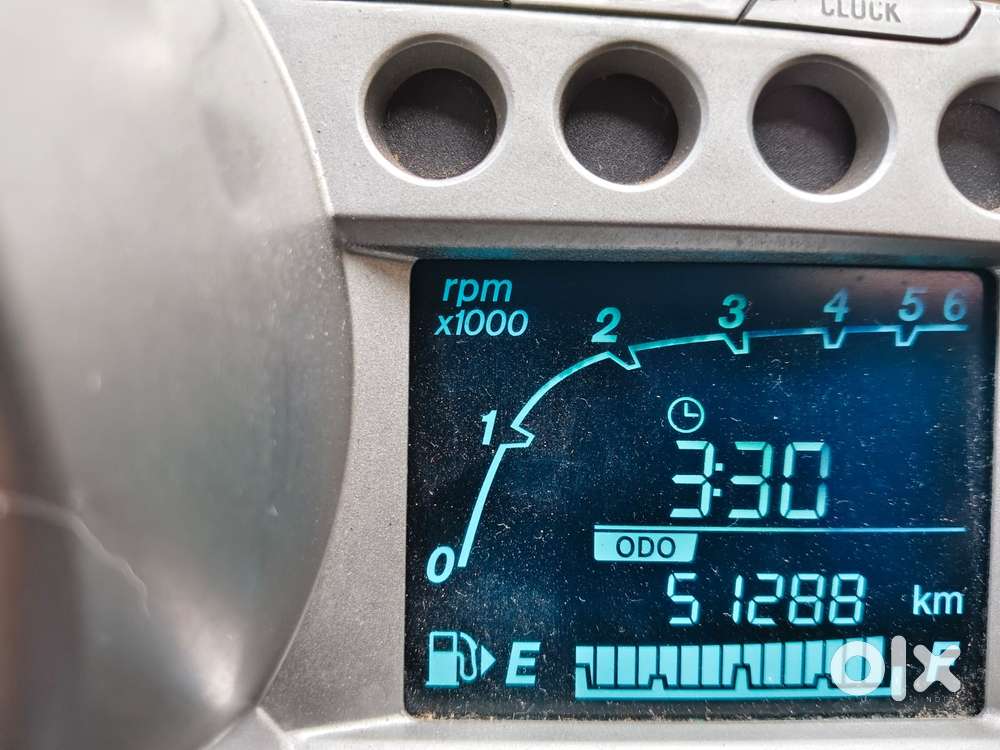 CLOCK
rpm
x1000
0 1 2 3 4 5 6
3:30
ODO
51288 km
E F
olx